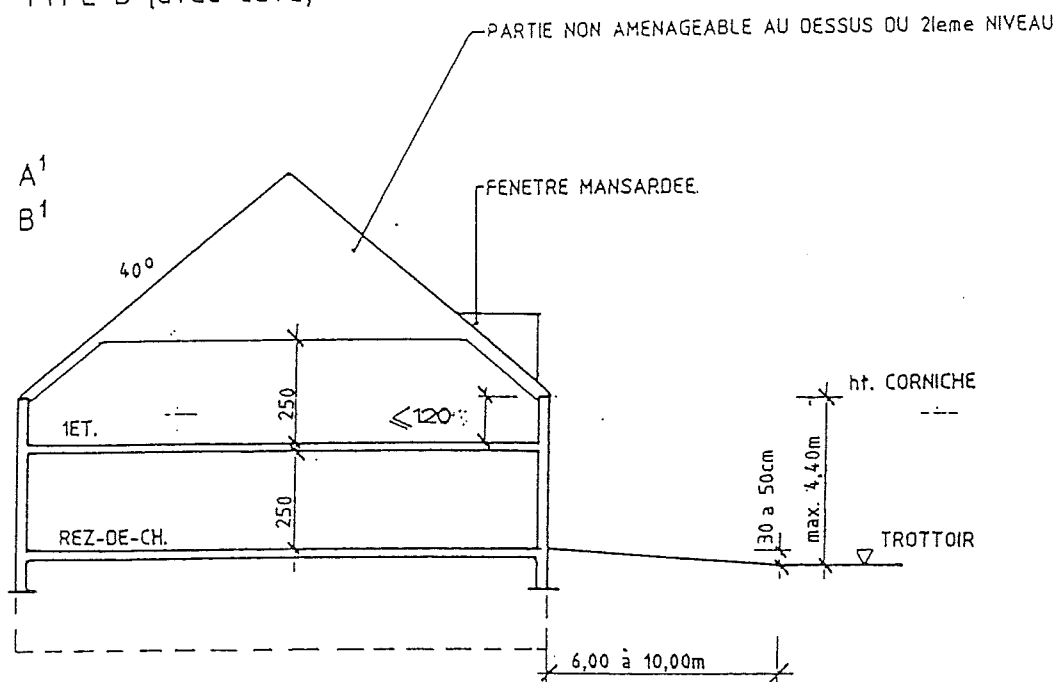 PARTIE NON AMENAGEABLE AU DESSUS DU 2Ieme NIVEAU
A¹
B¹
FENETRE MANSARDEE.
40°
ht. CORNICHE
250
≤120
1ET.
250
REZ-DE-CH.
30 a 50cm
max. 4,40m
TROTTOIR
6,00 à 10,00m